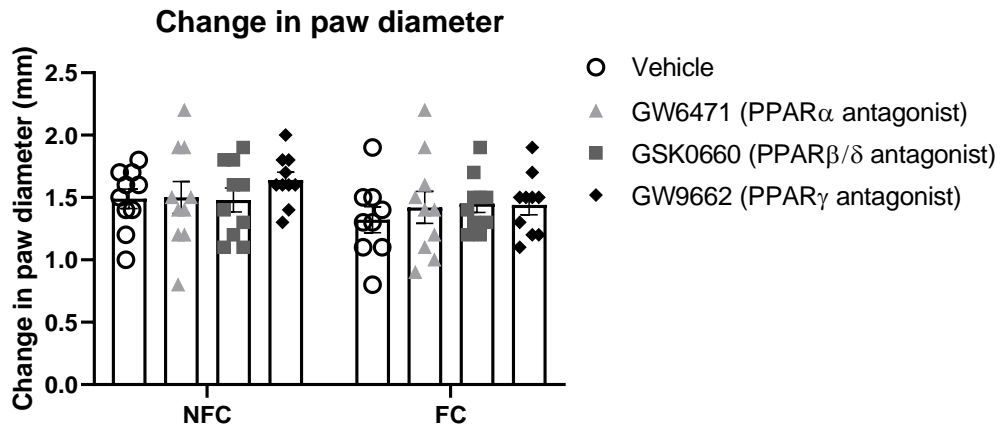 Change in paw diameter
Change in paw diameter (mm)
2.5
2.0
1.5
1.0
0.5
0.0
NFC
FC
Vehicle
GW6471 (PPARα antagonist)
GSK0660 (PPARβ/δ antagonist)
GW9662 (PPARγ antagonist)